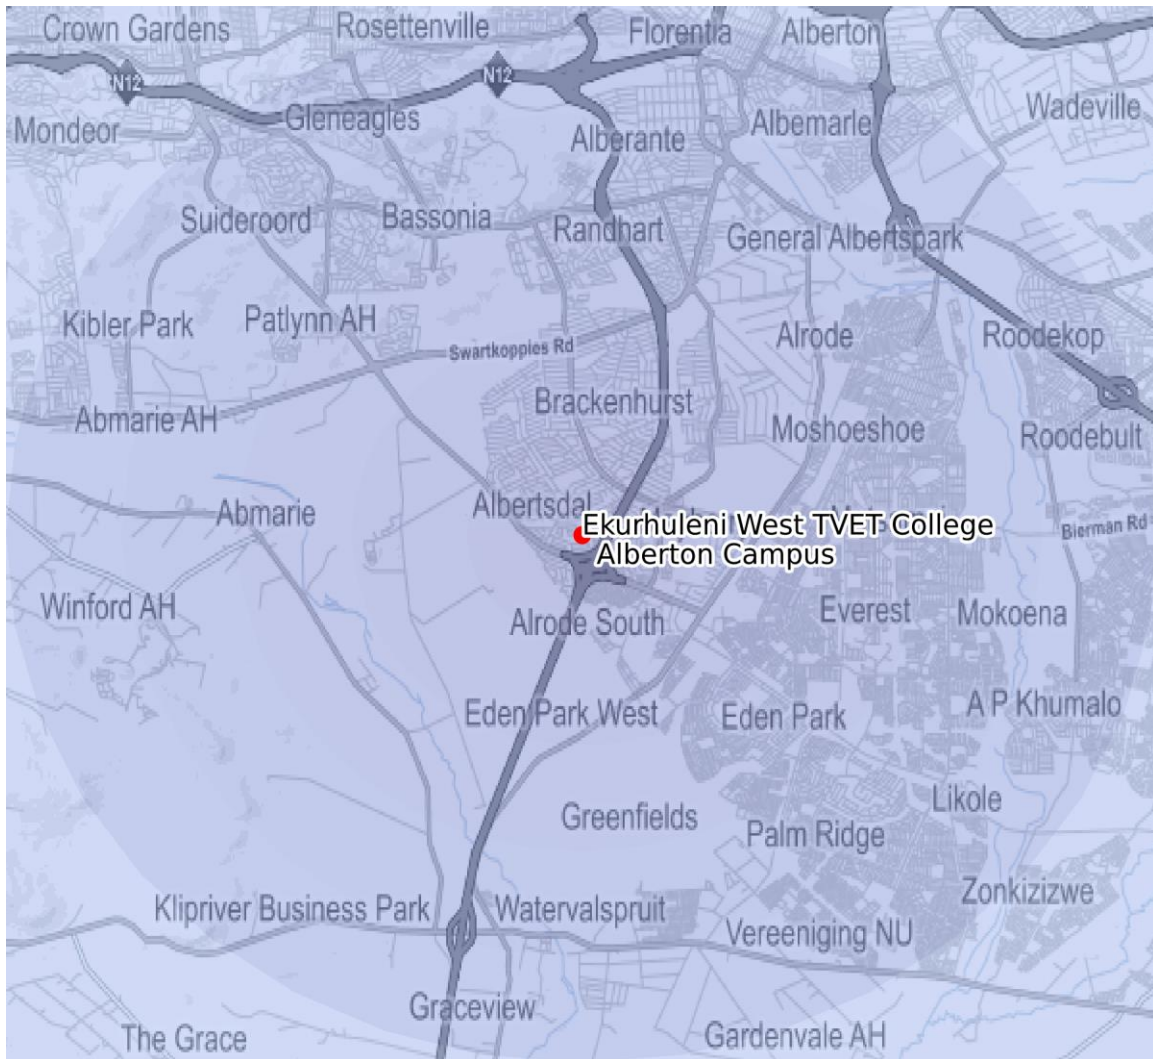 Crown Gardens
Rosettenville
Florentia
Alberton
N12
N12
Wadeville
Mondeor
Gleneagles
Alberante
Albemarle
Suideroord
Bassonia
Randhart
General Albertspark
Kibler Park
Patlynn AH
Swartkoppies Rd
Alrode
Roodekop
Abmarie AH
Brackenhurst
Moshoeshoe
Roodebult
Abmarie
Albertsdal
Ekurhuleni West TVET College
Alberton Campus
Bierman Rd
Winford AH
Alrode South
Everest
Mokoena
Eden Park West
Eden Park
A P Khumalo
Greenfields
Palm Ridge
Likole
Klipriver Business Park
Watervalspruit
Vereeniging NU
Zonkizizwe
Graceview
The Grace
Gardenvale AH